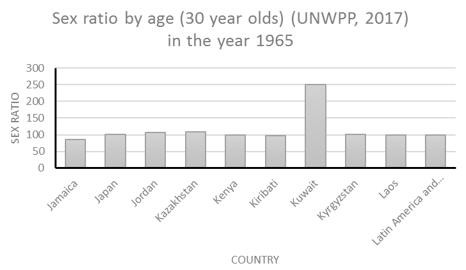 Sex ratio by age (30 year olds) (UNWPP, 2017)
in the year 1965
SEX RATIO
300
250
200
150
100
50
0
Jamaica
Japan
Jordan
Kazakhstan
Kenya
Kiribati
Kuwait
Kyrgyzstan
Laos
Latin America and...
COUNTRY